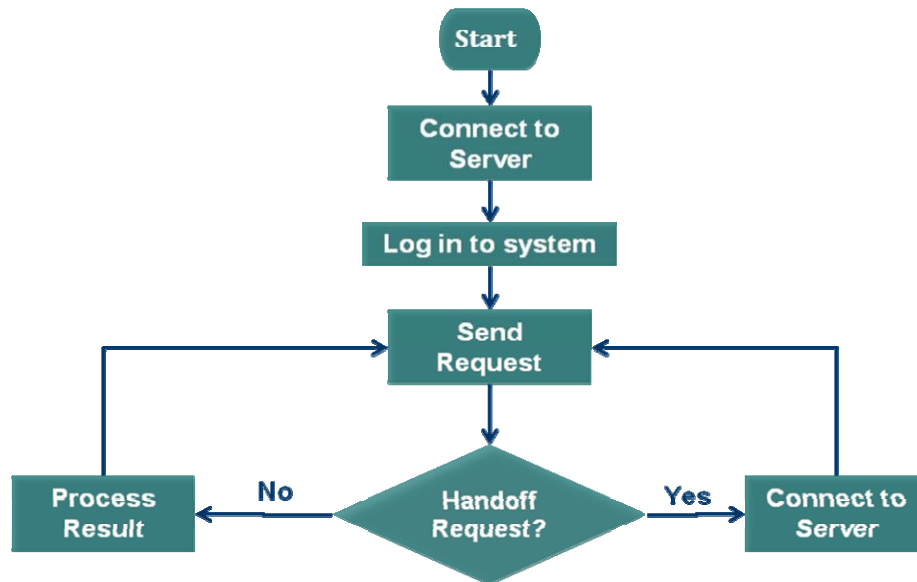 Start
Connect to
Server
Log in to system
Send
Request
No
Yes
Process
Result
Handoff
Request?
Connect to
Server